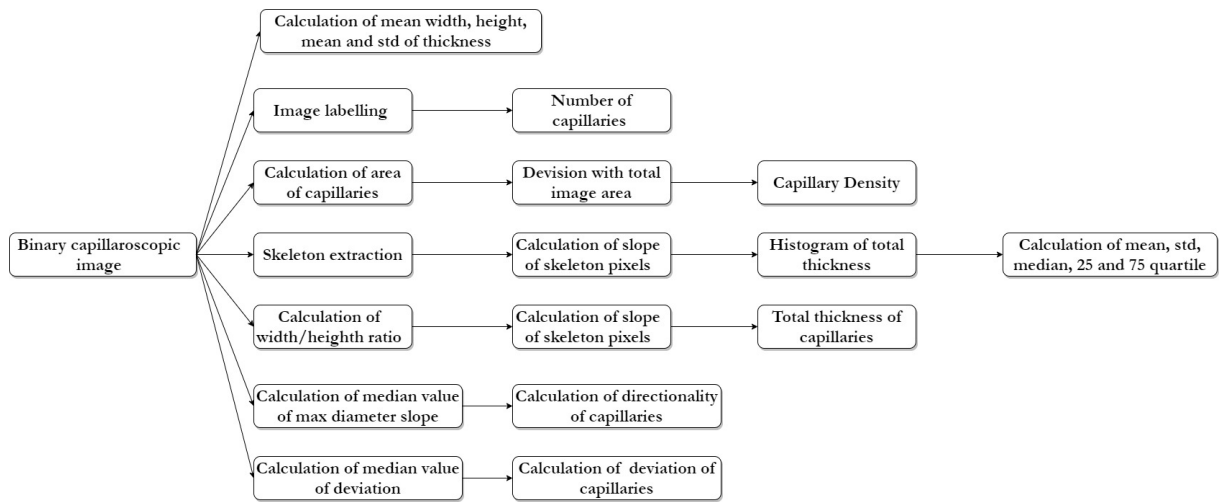 Calculation of mean width, height,
mean and std of thickness
Image labelling
Number of
capillaries
Calculation of area
of capillaries
Devision with total
image area
Capillary Density
Binary capillaroscopic
image
Skeleton extraction
Calculation of slope
of skeleton pixels
Histogram of total
thickness
Calculation of mean, std,
median, 25 and 75 quartile
Calculation of
width/heighth ratio
Calculation of slope
of skeleton pixels
Total thickness of
capillaries
Calculation of median value
of max diameter slope
Calculation of directionality
of capillaries
Calculation of median value
of deviation
Calculation of deviation of
capillaries